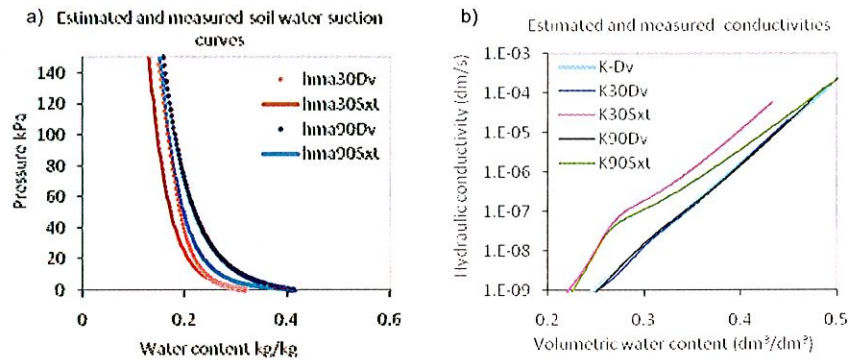 a) Estimated and measured soil water suction
curves
Pressure kPa
140
120
100
80
60
40
20
0
hma30Dv
hma30Sxt
hma90Dv
hma90Sxt
0
0.2
0.4
0.6
Water content kg/kg
b) Estimated and measured conductivities
Hydraulic conductivity (dm/s)
1.E-03
1.E-04
1.E-05
1.E-06
1.E-07
1.E-08
1.E-09
K-Dv
K30Dv
K30Sxt
K90Dv
K90Sxt
0.2
0.3
0.4
0.5
Volumetric water content (dm³/dm³)